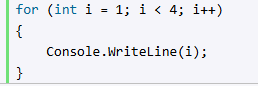 for (int i = 1; i < 4; i++)
{
    Console.WriteLine(i);
}